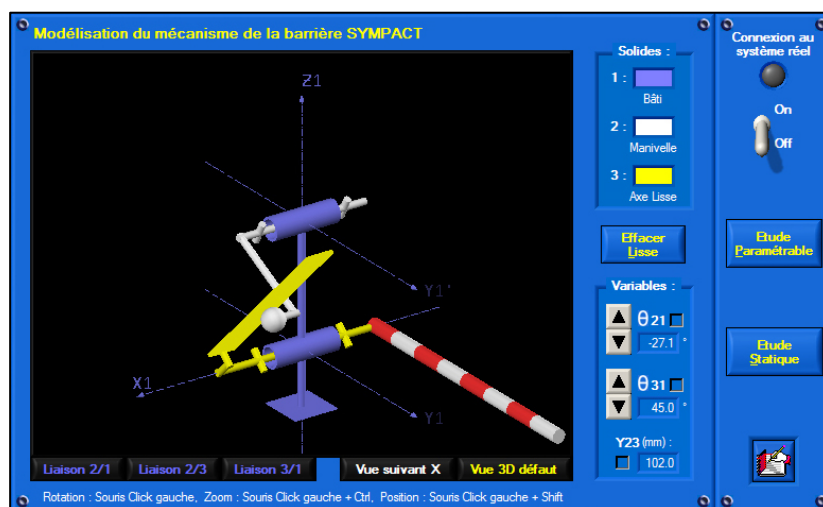 Modélisation du mécanisme de la barrière SYMPACT
Z1
Y1'
X1
Y1
Liaison 2/1
Liaison 2/3
Liaison 3/1
Vue suivant X
Vue 3D défaut
Rotation : Souris Click gauche, Zoom : Souris Click gauche + Ctrl, Position : Souris Click gauche + Shift
Solides :
1 :
Bâti
2 :
Manivelle
3 :
Axe Lisse
Effacer
Lisse
Variables :
θ21
-27.1 °
θ31
45.0 °
Y23 (mm) :
102.0
Connexion au
système réel
On
Off
Etude
Paramétrable
Etude
Statique